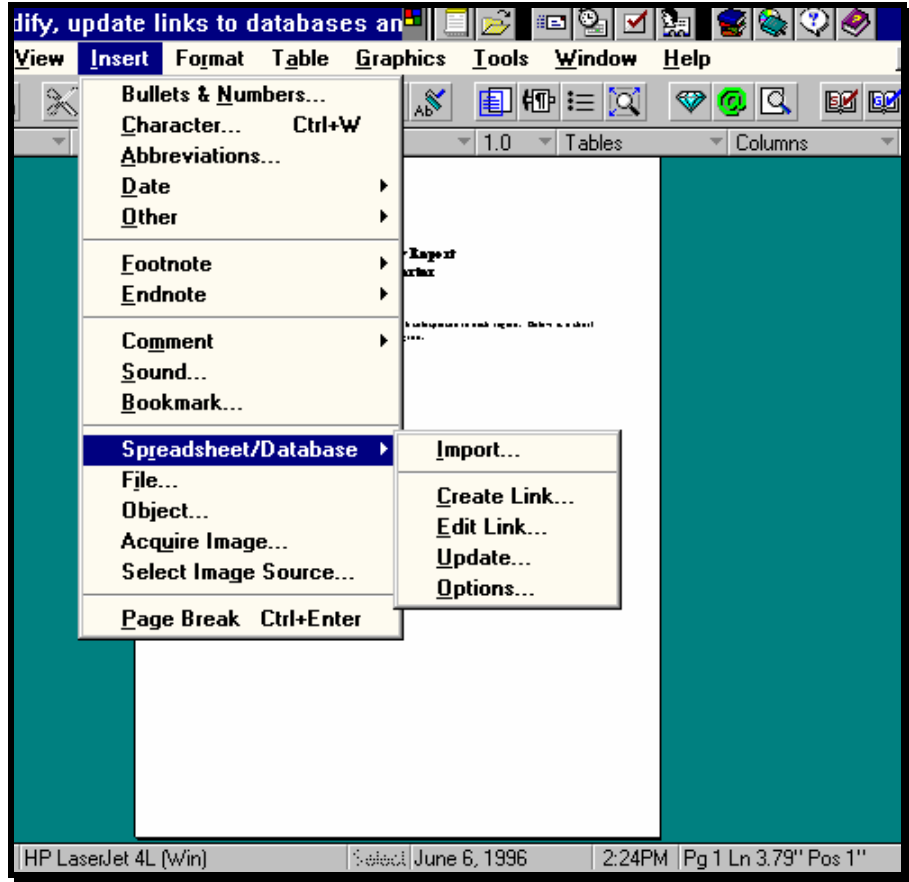 dify, update links to databases an
View Insert Format Table Graphics Tools Window Help
1.0 Tables Columns
Bullets & Numbers...
Character... Ctrl+W
Abbreviations...
Date
Other
Footnote
Endnote
Comment
Sound...
Bookmark...
Spreadsheet/Database
File...
Object...
Acquire Image...
Select Image Source...
Page Break Ctrl+Enter
Import...
Create Link...
Edit Link...
Update...
Options...
Report
HP LaserJet 4L (Win) Select June 6, 1996 2:24PM Pg 1 Ln 3.79" Pos 1"